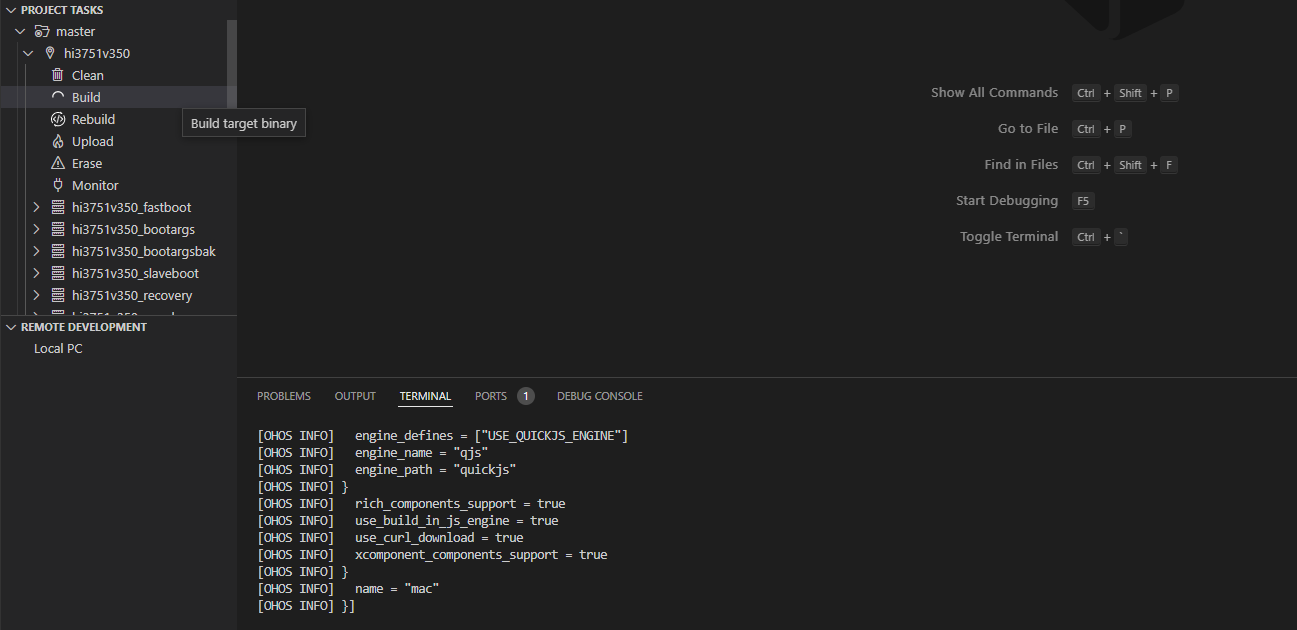 PROJECT TASKS
master
hi3751v350
Clean
Build
Rebuild
Build target binary
Upload
Erase
Monitor
hi3751v350_fastboot
hi3751v350_bootargs
hi3751v350_bootargsbak
hi3751v350_slaveboot
hi3751v350_recovery
REMOTE DEVELOPMENT
Local PC
Show All Commands Ctrl + Shift + P
Go to File Ctrl + P
Find in Files Ctrl + Shift + F
Start Debugging F5
Toggle Terminal Ctrl + `
PROBLEMS OUTPUT TERMINAL PORTS 1 DEBUG CONSOLE
[OHOS INFO]   engine_defines = ["USE_QUICKJS_ENGINE"]
[OHOS INFO]   engine_name = "qjs"
[OHOS INFO]   engine_path = "quickjs"
[OHOS INFO] }
[OHOS INFO]   rich_components_support = true
[OHOS INFO]   use_build_in_js_engine = true
[OHOS INFO]   use_curl_download = true
[OHOS INFO]   xcomponent_components_support = true
[OHOS INFO] }
[OHOS INFO]   name = "mac"
[OHOS INFO] }]